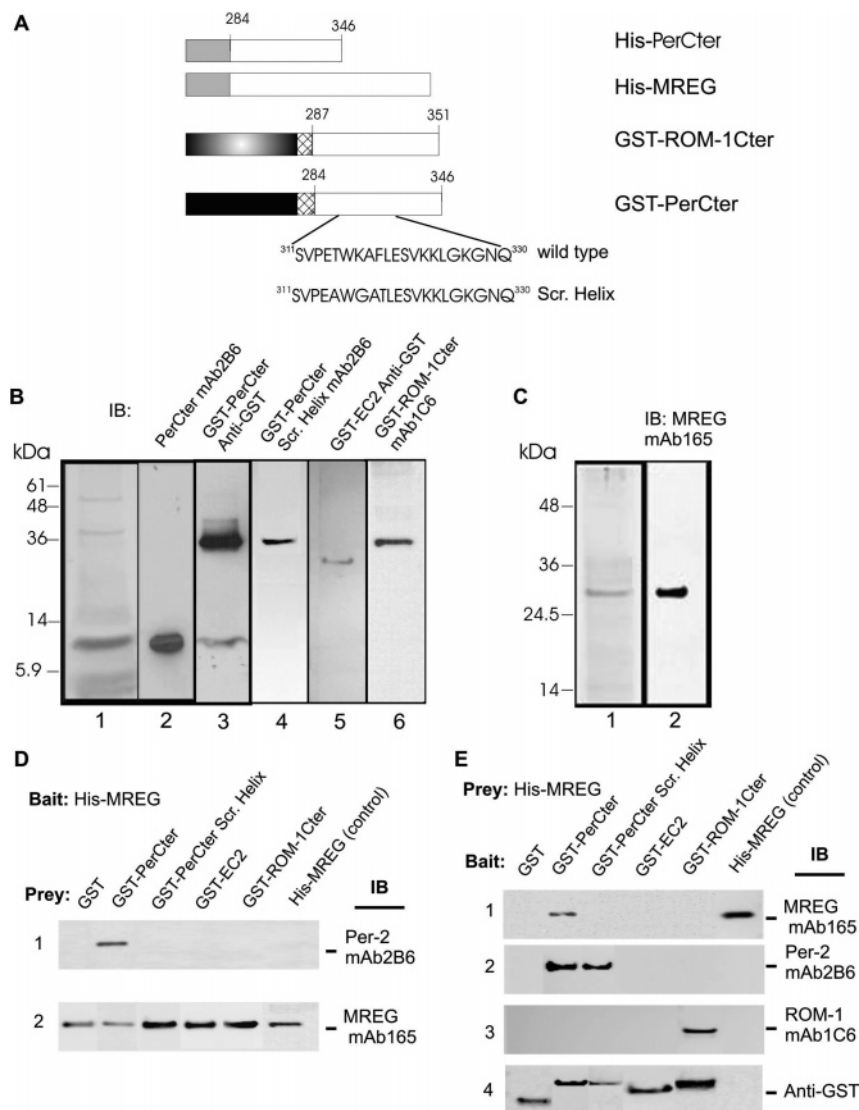 A
284 346
His-PerCter
His-MREG
287 351
GST-ROM-1Cter
284 346
GST-PerCter
311SVPETWKAFLESVKKLGKGNQ330 wild type
311SVPEAWGATLESVKKLGKGNQ330 Scr. Helix
B
IB:
PerCter mAb2B6
GST-PerCter
Anti-GST
GST-PerCter
Scr. Helix mAb2B6
GST-EC2 Anti-GST
GST-ROM-1Cter
mAb1C6
kDa
61
48
36
14
5.9
1 2 3 4 5 6
C
IB: MREG
mAb165
kDa
48
36
24.5
14
1 2
D
Bait: His-MREG
Prey:
GST
GST-PerCter
GST-PerCter Scr. Helix
GST-EC2
GST-ROM-1Cter
His-MREG (control)
IB
1 Per-2
mAb2B6
2 MREG
mAb165
E
Prey: His-MREG
Bait:
GST
GST-PerCter
GST-PerCter Scr. Helix
GST-EC2
GST-ROM-1Cter
His-MREG (control)
IB
1 MREG
mAb165
2 Per-2
mAb2B6
3 ROM-1
mAb1C6
4 Anti-GST